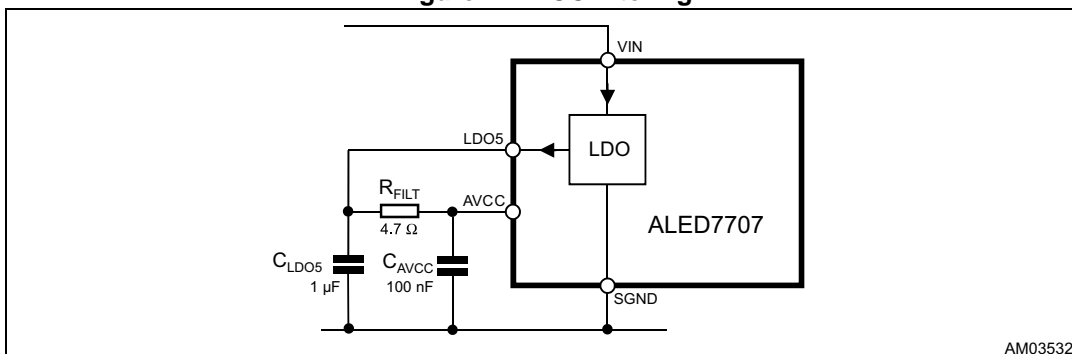 VIN
LDO5
LDO
R_FILT
AVCC
4.7 Ω
ALED7707
C_LDO5
C_AVCC
1 µF
100 nF
SGND
AM03532